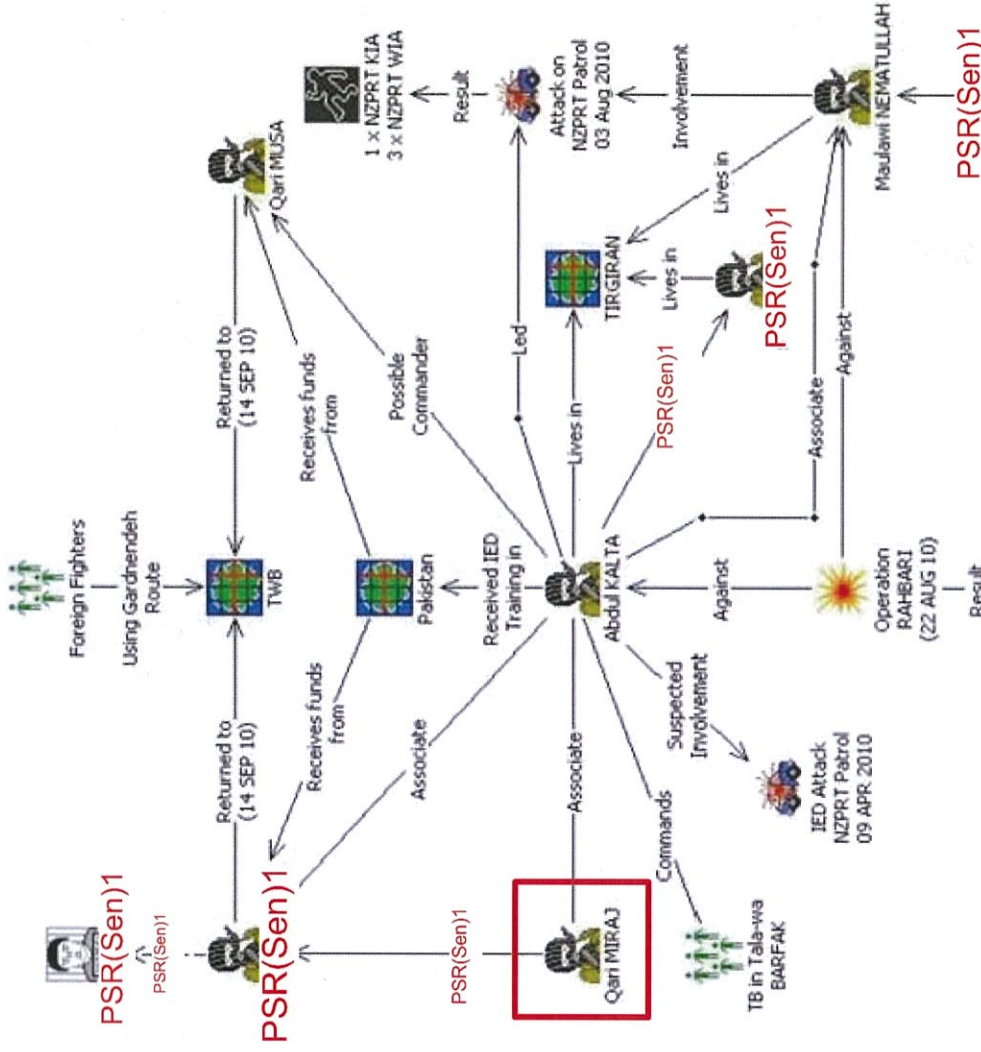 Foreign Fighters
Using Gardnendeh
Route
TWB
Returned to
(14 SEP 10)
Returned to
(14 SEP 10)
Qari MUSA
PSR(Sen)1
PSR(Sen)1
PSR(Sen)1
Receives funds
from
Receives funds
from
Pakistan
Received IED
Training in
Possible
Commander
Associate
1 x NZPRT KIA
3 x NZPRT WIA
Result
Attack on
NZPRT Patrol
03 Aug 2010
Led
Involvement
PSR(Sen)1
Qari MIRAJ
Associate
Abdul KALTA
Lives in
TIRGIRAN
Lives in
Lives in
PSR(Sen)1
PSR(Sen)1
Maulawi NEMATULLAH
PSR(Sen)1
Commands
TB in Tala-wa
BARFAK
Suspected
Involvement
IED Attack
NZPRT Patrol
09 APR 2010
Against
Associate
Against
Operation
RAHBARI
(22 AUG 10)
Result